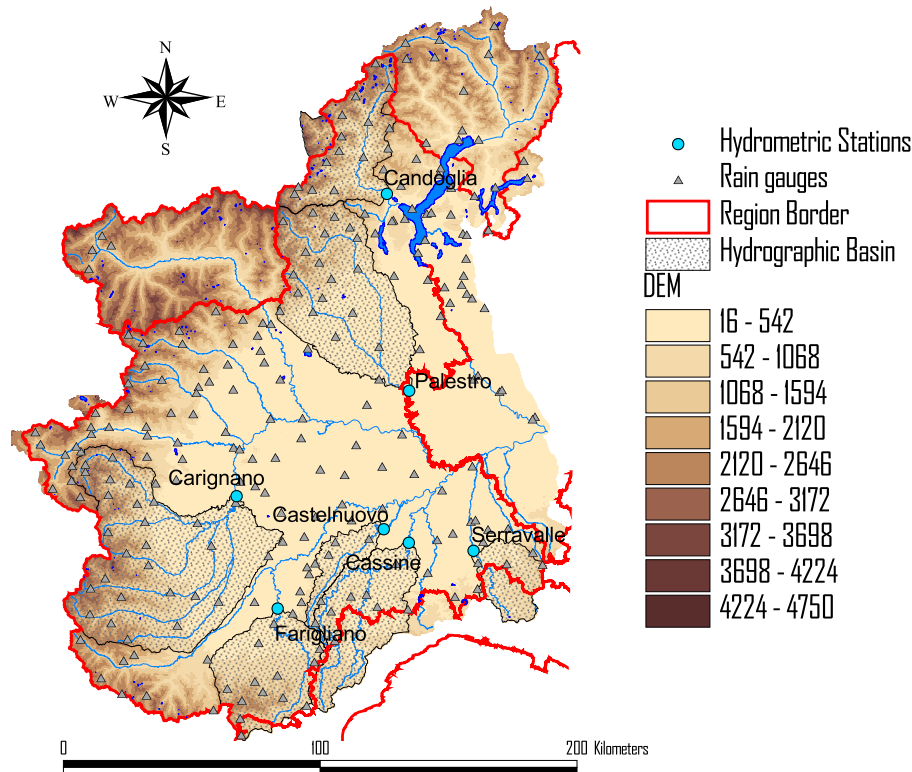 N
W
E
S
Candoglia
Palestro
Carignano
Castelnuovo
Serravalle
Cassine
Farigliano
Hydrometric Stations
Rain gauges
Region Border
Hydrographic Basin
DEM
16 - 542
542 - 1068
1068 - 1594
1594 - 2120
2120 - 2646
2646 - 3172
3172 - 3698
3698 - 4224
4224 - 4750
0 100 200 Kilometers